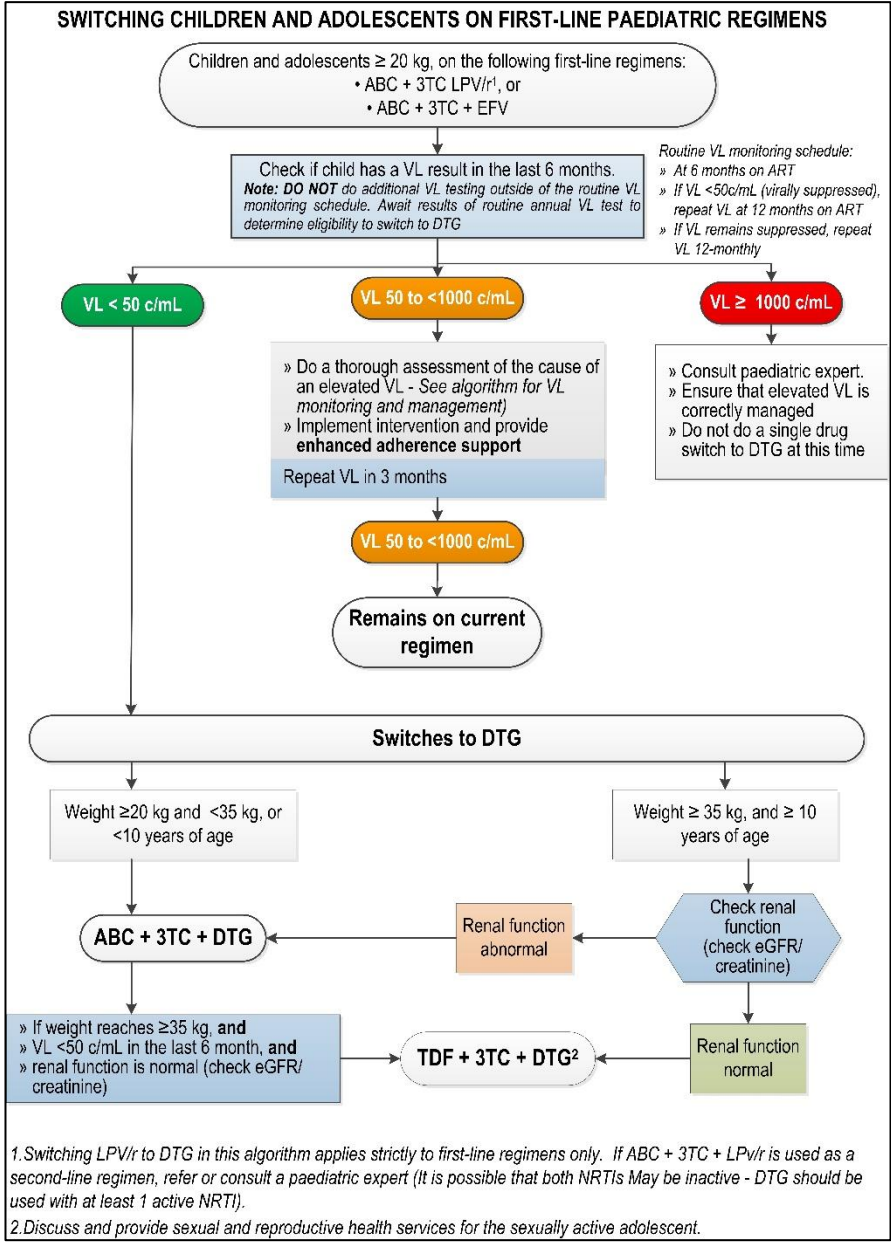 SWITCHING CHILDREN AND ADOLESCENTS ON FIRST-LINE PAEDIATRIC REGIMENS
Children and adolescents ≥ 20 kg, on the following first-line regimens:
• ABC + 3TC LPV/r¹, or
• ABC + 3TC + EFV
Check if child has a VL result in the last 6 months.
Note: DO NOT do additional VL testing outside of the routine VL
monitoring schedule. Await results of routine annual VL test to
determine eligibility to switch to DTG
Routine VL monitoring schedule:
» At 6 months on ART
» If VL <50c/mL (virally suppressed),
repeat VL at 12 months on ART
» If VL remains suppressed, repeat
VL 12-monthly
VL < 50 c/mL
VL 50 to <1000 c/mL
VL ≥ 1000 c/mL
» Do a thorough assessment of the cause of
an elevated VL - See algorithm for VL
monitoring and management)
» Implement intervention and provide
enhanced adherence support
Repeat VL in 3 months
» Consult paediatric expert.
» Ensure that elevated VL is
correctly managed
» Do not do a single drug
switch to DTG at this time
VL 50 to <1000 c/mL
Remains on current
regimen
Switches to DTG
Weight ≥20 kg and <35 kg, or
<10 years of age
Weight ≥ 35 kg, and ≥ 10
years of age
ABC + 3TC + DTG
Renal function
abnormal
Check renal
function
(check eGFR/
creatinine)
» If weight reaches ≥35 kg, and
» VL <50 c/mL in the last 6 month, and
» renal function is normal (check eGFR/
creatinine)
TDF + 3TC + DTG²
Renal function
normal
1.Switching LPV/r to DTG in this algorithm applies strictly to first-line regimens only. If ABC + 3TC + LPv/r is used as a
second-line regimen, refer or consult a paediatric expert (It is possible that both NRTIs May be inactive - DTG should be
used with at least 1 active NRTI).
2.Discuss and provide sexual and reproductive health services for the sexually active adolescent.